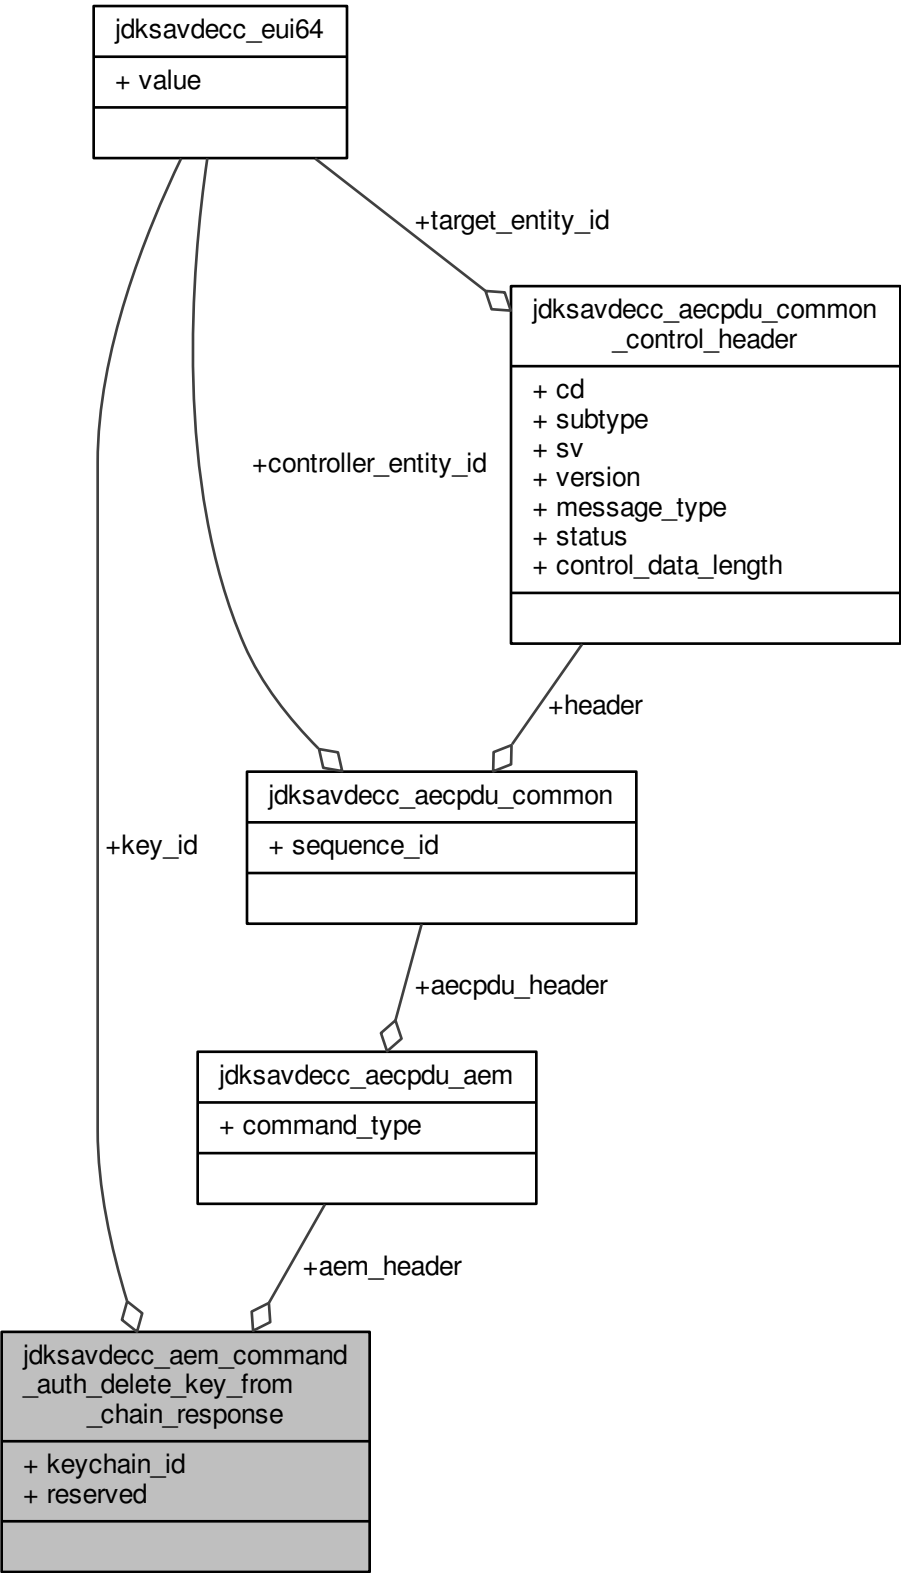 jdksavdecc_eui64
+ value
+target_entity_id
jdksavdecc_aecpdu_common
_control_header
+ cd
+ subtype
+ sv
+ version
+ message_type
+ status
+ control_data_length
+controller_entity_id
+header
jdksavdecc_aecpdu_common
+ sequence_id
+key_id
+aecpdu_header
jdksavdecc_aecpdu_aem
+ command_type
+aem_header
jdksavdecc_aem_command
_auth_delete_key_from
_chain_response
+ keychain_id
+ reserved